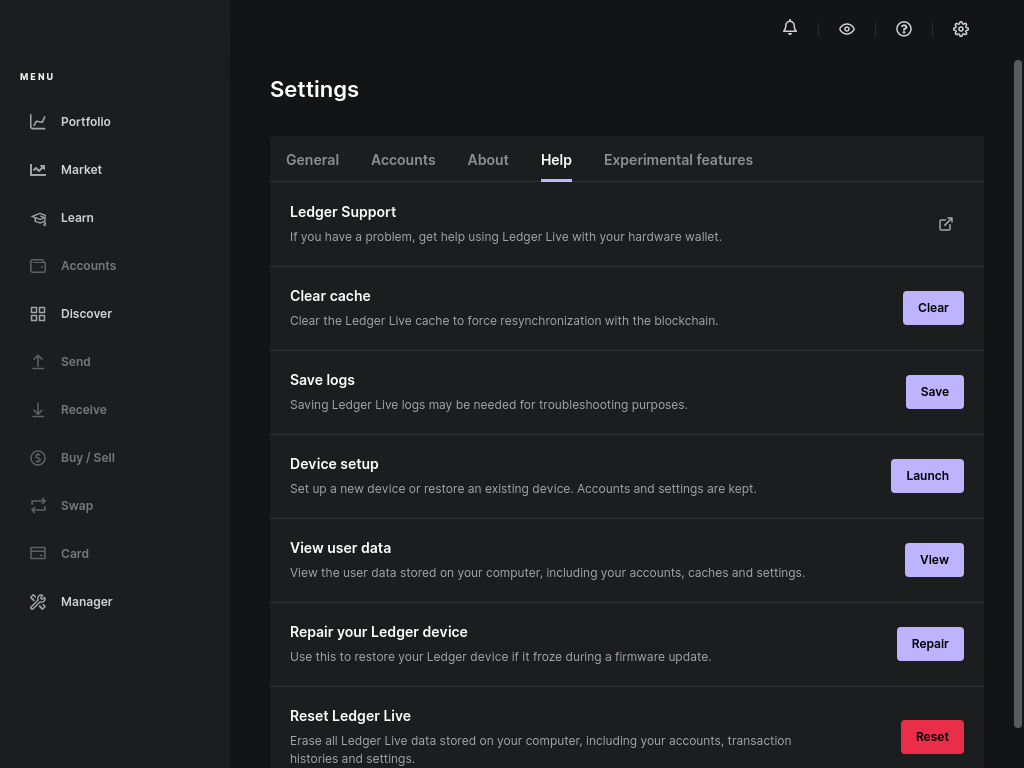 MENU
Portfolio
Market
Learn
Accounts
Discover
Send
Receive
Buy / Sell
Swap
Card
Manager
Settings
General Accounts About Help Experimental features
Ledger Support
If you have a problem, get help using Ledger Live with your hardware wallet.
Clear cache
Clear the Ledger Live cache to force resynchronization with the blockchain.
Clear
Save logs
Saving Ledger Live logs may be needed for troubleshooting purposes.
Save
Device setup
Set up a new device or restore an existing device. Accounts and settings are kept.
Launch
View user data
View the user data stored on your computer, including your accounts, caches and settings.
View
Repair your Ledger device
Use this to restore your Ledger device if it froze during a firmware update.
Repair
Reset Ledger Live
Erase all Ledger Live data stored on your computer, including your accounts, transaction
histories and settings.
Reset